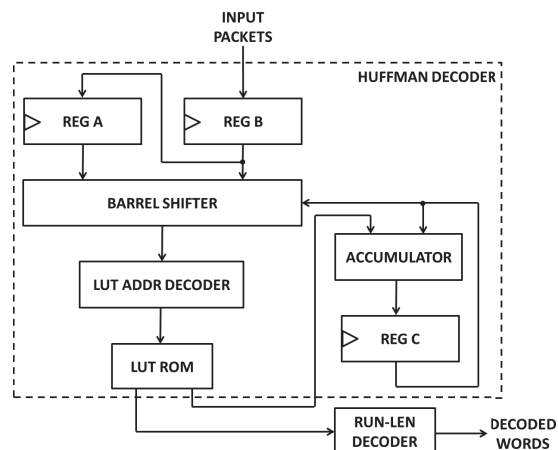 INPUT
PACKETS
HUFFMAN DECODER
REG A
REG B
BARREL SHIFTER
ACCUMULATOR
LUT ADDR DECODER
REG C
LUT ROM
RUN-LEN
DECODER
DECODED
WORDS